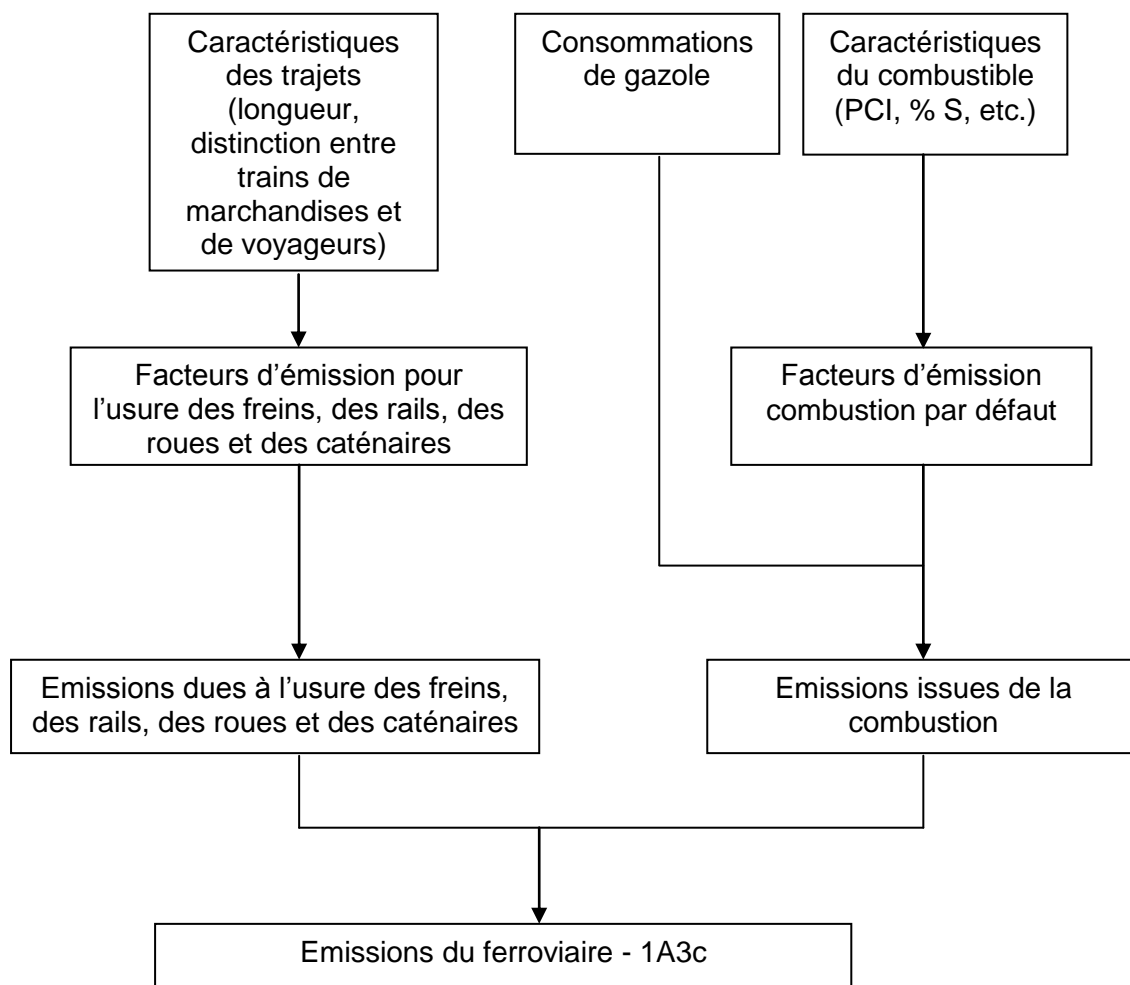 Caractéristiques
des trajets
(longueur,
distinction entre
trains de
marchandises et
de voyageurs)
Consommations
de gazole
Caractéristiques
du combustible
(PCI, % S, etc.)
Facteurs d’émission pour
l’usure des freins, des rails, des
roues et des caténaires
Facteurs d’émission
combustion par défaut
Emissions dues à l’usure des freins,
des rails, des roues et des caténaires
Emissions issues de la
combustion
Emissions du ferroviaire - 1A3c